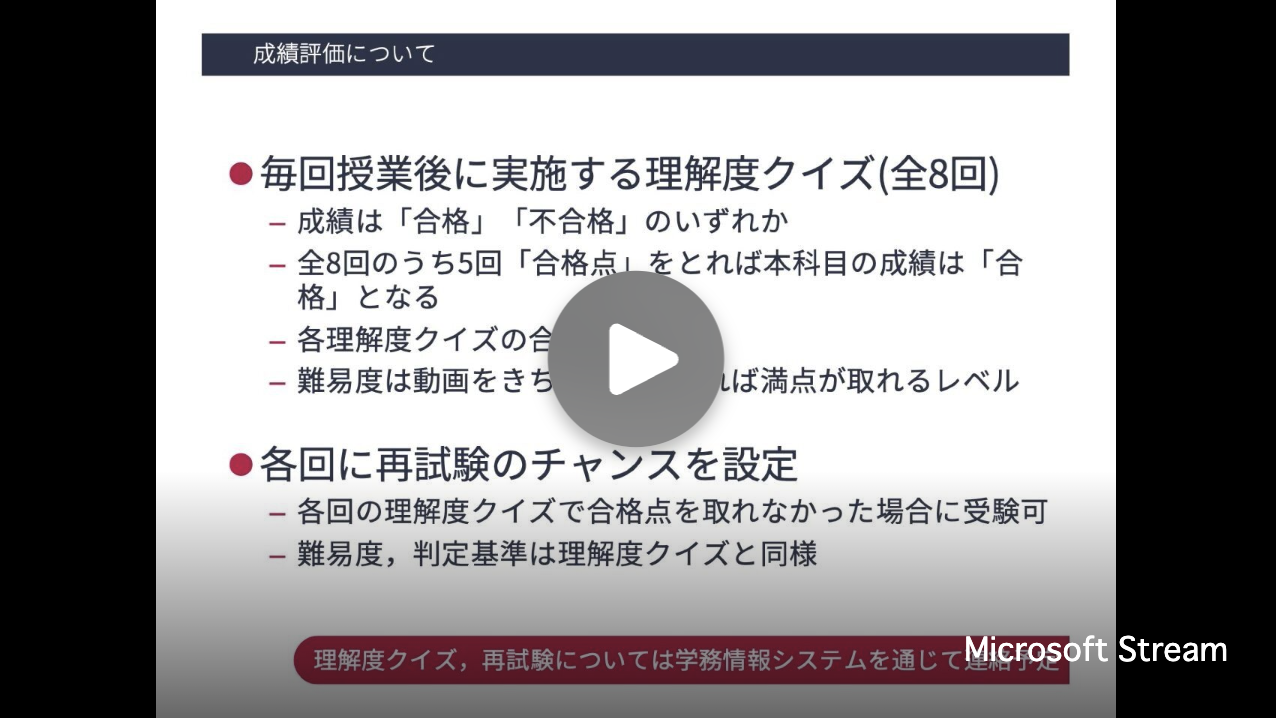 成績評価について
毎回授業後に実施する理解度クイズ(全8回)
– 成績は「合格」「不合格」のいずれか
– 全8回のうち5回「合格点」をとれば本科目の成績は「合
格」となる
– 各理解度クイズの合
– 難易度は動画をきち れば満点が取れるレベル
各回に再試験のチャンスを設定
– 各回の理解度クイズで合格点を取れなかった場合に受験可
– 難易度，判定基準は理解度クイズと同様
理解度クイズ，再試験については学務情報システムを通じて連絡予定
Microsoft Stream